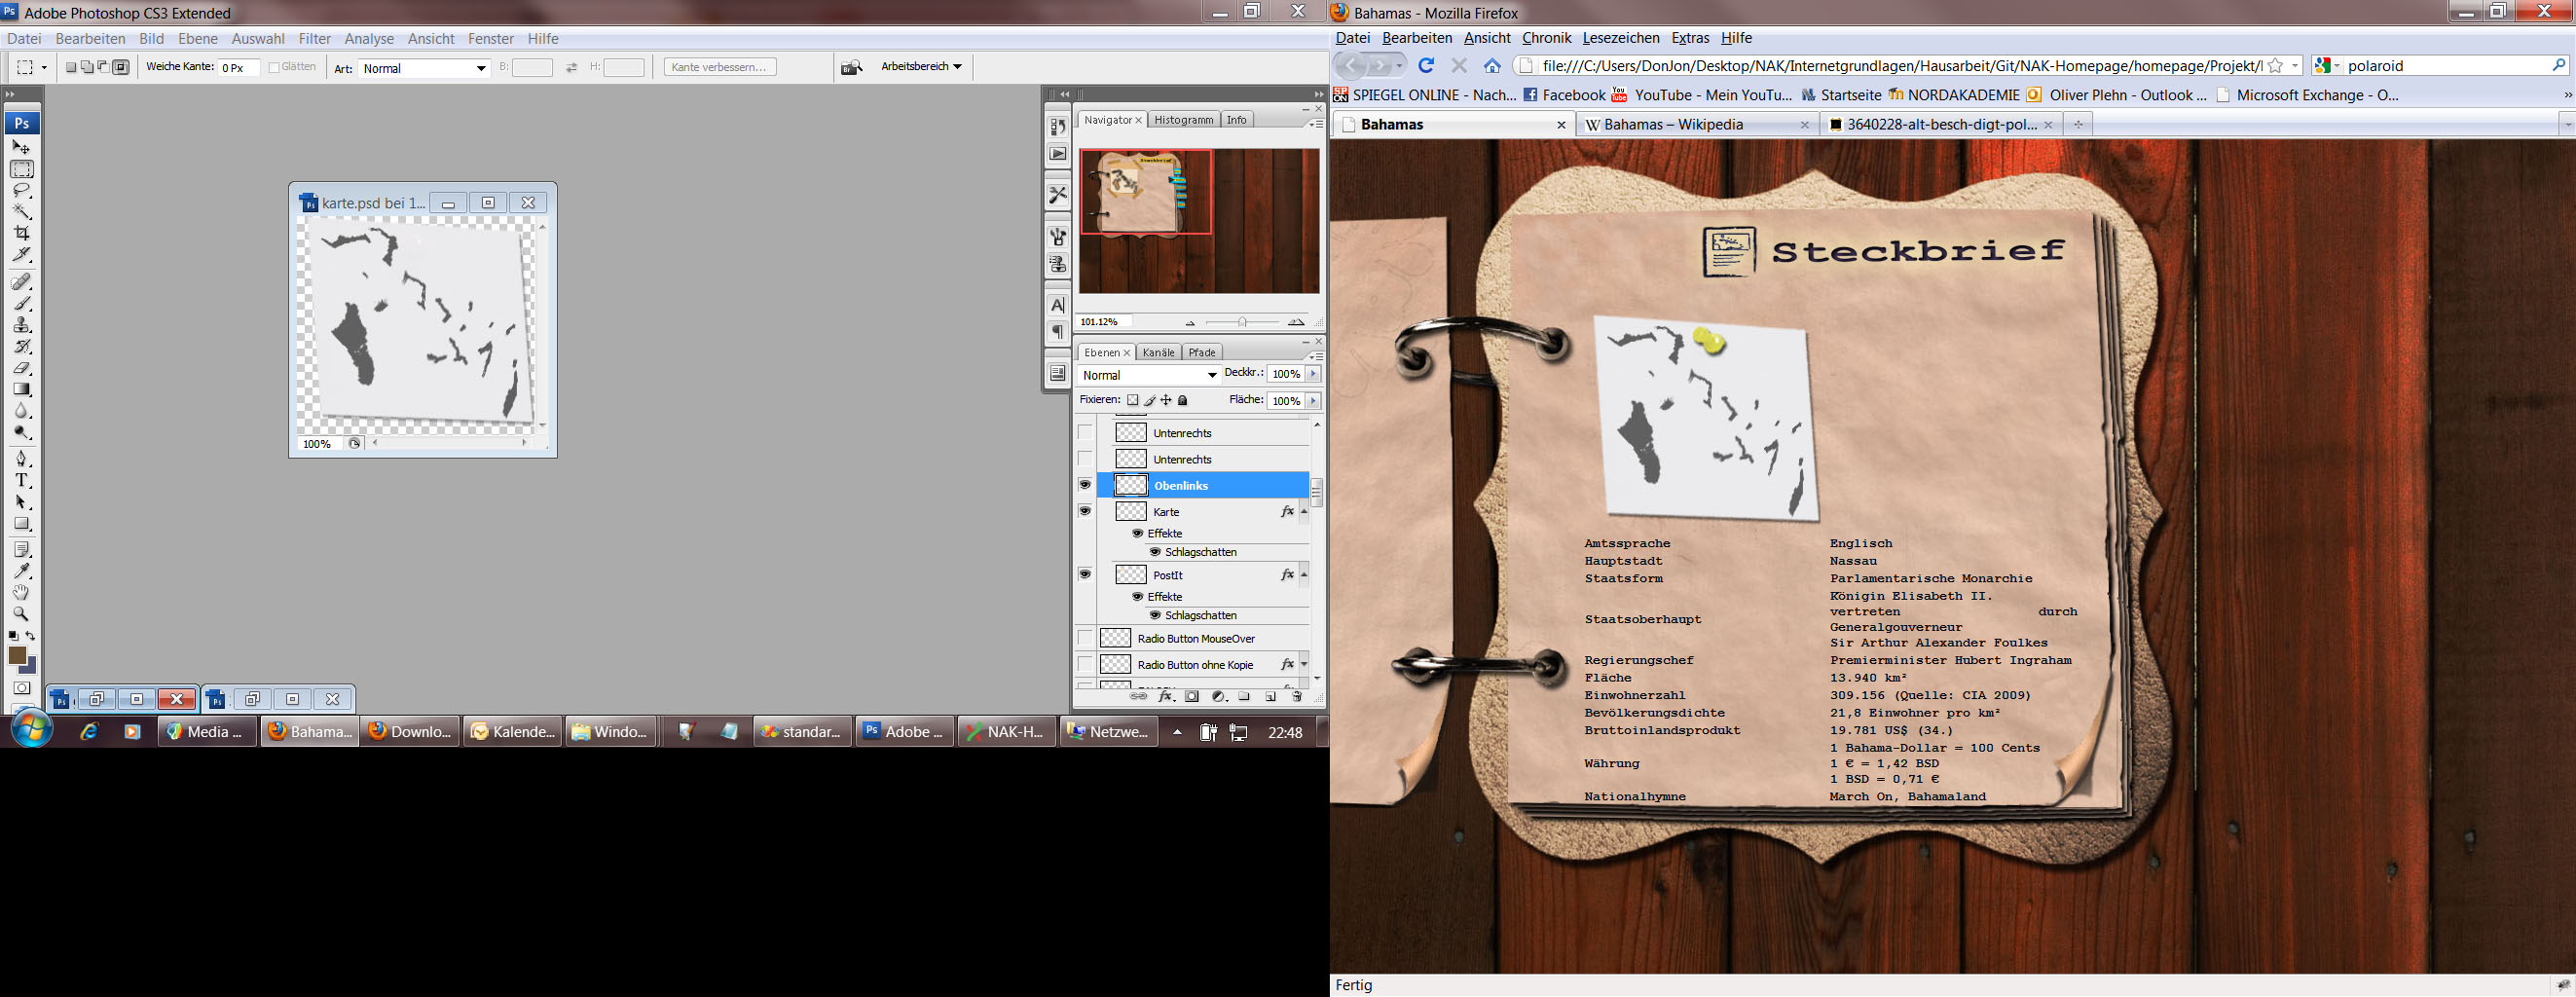 Adobe Photoshop CS3 Extended
Datei Bearbeiten Bild Ebene Auswahl Filter Analyse Ansicht Fenster Hilfe
Weiche Kante: 0 Px Glätten Art: Normal B: H: Kante verbessern... Arbeitsbereich
Ps
karte.psd bei 1...
100%
Navigator Histogramm Info
101.12%
Ebenen Kanäle Pfade
Normal Deckkr.: 100%
Fixieren: Fläche: 100%
Untenrechts
Untenrechts
Obenlinks
Karte fx
Effekte
Schlagschatten
PostIt fx
Effekte
Schlagschatten
Radio Button MouseOver
Radio Button ohne Kopie fx
Media ... Bahama... Downlo... Kalende... Windo... standar... Adobe ... NAK-H... Netzwe... 22:48
Bahamas - Mozilla Firefox
Datei Bearbeiten Ansicht Chronik Lesezeichen Extras Hilfe
file:///C:/Users/DonJon/Desktop/NAK/Internetgrundlagen/Hausarbeit/Git/NAK-Homepage/homepage/Projekt/ polaroid
SPIEGEL ONLINE - Nach... Facebook YouTube - Mein YouTu... Startseite NORDAKADEMIE Oliver Plehn - Outlook ... Microsoft Exchange - O... »
Bahamas Bahamas – Wikipedia 3640228-alt-besch-digt-pol...
Steckbrief
Amtssprache Englisch
Hauptstadt Nassau
Staatsform Parlamentarische Monarchie
Staatsoberhaupt Königin Elisabeth II.
vertreten durch
Generalgouverneur
Sir Arthur Alexander Foulkes
Regierungschef Premierminister Hubert Ingraham
Fläche 13.940 km²
Einwohnerzahl 309.156 (Quelle: CIA 2009)
Bevölkerungsdichte 21,8 Einwohner pro km²
Bruttoinlandsprodukt 19.781 US$ (34.)
Währung 1 Bahama-Dollar = 100 Cents
1 € = 1,42 BSD
1 BSD = 0,71 €
Nationalhymne March On, Bahamaland
Fertig